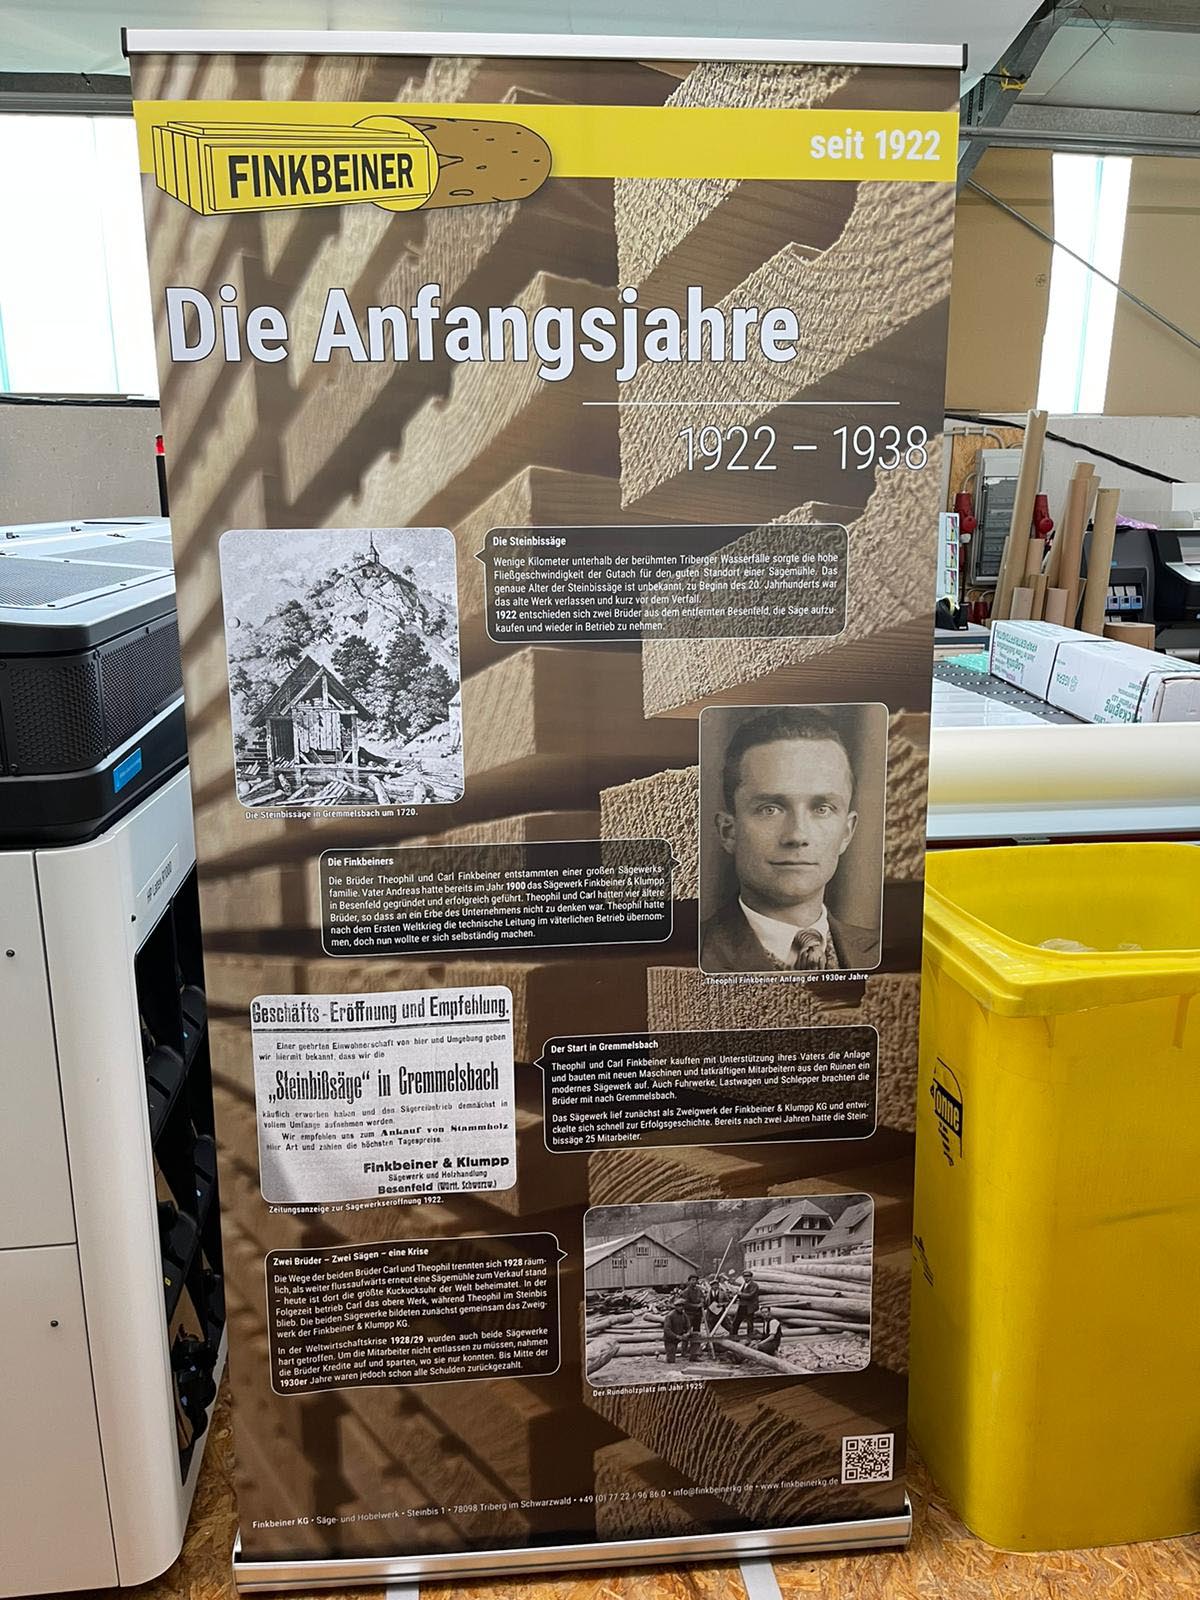 FINKBEINER
seit 1922
Die Anfangsjahre
1922 – 1938
Die Steinbissäge
Wenige Kilometer unterhalb der berühmten Triberger Wasserfälle sorgte die hohe
Fließgeschwindigkeit der Gutach für den guten Standort einer Sägemühle. Das
genaue Alter der Steinbissäge ist unbekannt, zu Beginn des 20. Jahrhunderts war
das alte Werk verlassen und kurz vor dem Verfall.
1922 entschieden sich zwei Brüder aus dem entfernten Besenfeld, die Säge aufzu-
kaufen und wieder in Betrieb zu nehmen.
Die Steinbissäge in Gremmelsbach um 1720.
Die Finkbeiners
Die Brüder Theophil und Carl Finkbeiner entstammten einer großen Sägewerks-
familie. Vater Andreas hatte bereits im Jahr 1900 das Sägewerk Finkbeiner & Klumpp
in Besenfeld gegründet und erfolgreich geführt. Theophil und Carl hatten vier ältere
Brüder, so dass an ein Erbe des Unternehmens nicht zu denken war. Theophil hatte
nach dem Ersten Weltkrieg die technische Leitung im väterlichen Betrieb übernom-
men, doch nun wollte er sich selbständig machen.
Theophil Finkbeiner Anfang der 1930er Jahre.
Geschäfts-Eröffnung und Empfehlung.
Einer geehrten Einwohnerschaft von hier und Umgebung geben
wir hiermit bekannt, dass wir die
„Steinbißsäge" in Gremmelsbach
käuflich erworben haben und den Sägereibetrieb demnächst in
vollem Umfange aufnehmen werden.
Wir empfehlen uns zum Ankauf von Stammholz
aller Art und zahlen die höchsten Tagespreise.
Finkbeiner & Klumpp
Sägewerk und Holzhandlung
Besenfeld (Württ. Schwarzw.)
Zeitungsanzeige zur Sägewerkseröffnung 1922.
Der Start in Gremmelsbach
Theophil und Carl Finkbeiner kauften mit Unterstützung ihres Vaters die Anlage
und bauten mit neuen Maschinen und tatkräftigen Mitarbeitern aus den Ruinen ein
modernes Sägewerk auf. Auch Fuhrwerke, Lastwagen und Schlepper brachten die
Brüder mit nach Gremmelsbach.
Das Sägewerk lief zunächst als Zweigwerk der Finkbeiner & Klumpp KG und entwi-
ckelte sich schnell zur Erfolgsgeschichte. Bereits nach zwei Jahren hatte die Stein-
bissäge 25 Mitarbeiter.
Zwei Brüder – Zwei Sägen – eine Krise
Die Wege der beiden Brüder Carl und Theophil trennten sich 1928 räum-
lich, als weiter flussaufwärts erneut eine Sägemühle zum Verkauf stand
– heute ist dort die größte Kuckucksuhr der Welt beheimatet. In der
Folgezeit betrieb Carl das obere Werk, während Theophil im Steinbis
blieb. Die beiden Sägewerke bildeten zunächst gemeinsam das Zweig-
werk der Finkbeiner & Klumpp KG.
In der Weltwirtschaftskrise 1928/29 wurden auch beide Sägewerke
hart getroffen. Um die Mitarbeiter nicht entlassen zu müssen, nahmen
die Brüder Kredite auf und sparten, wo sie nur konnten. Bis Mitte der
1930er Jahre waren jedoch schon alle Schulden zurückgezahlt.
Der Rundholzplatz im Jahr 1925.
Finkbeiner KG • Säge- und Hobelwerk • Steinbis 1 • 78098 Triberg im Schwarzwald • +49 (0) 77 22 / 96 86 0 • info@finkbeinerkg.de • www.finkbeinerkg.de